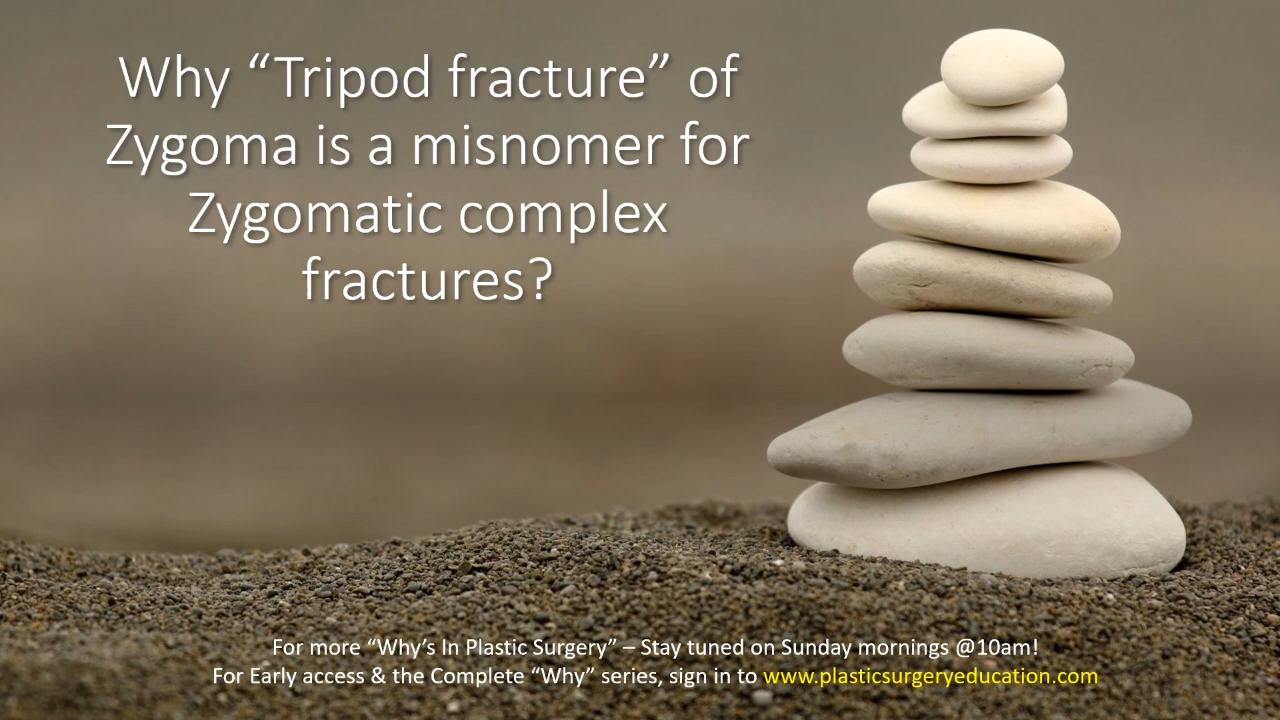 Why “Tripod fracture” of
Zygoma is a misnomer for
Zygomatic complex
fractures?
For more “Why’s In Plastic Surgery” – Stay tuned on Sunday mornings @10am!
For Early access & the Complete “Why” series, sign in to www.plasticsurgeryeducation.com